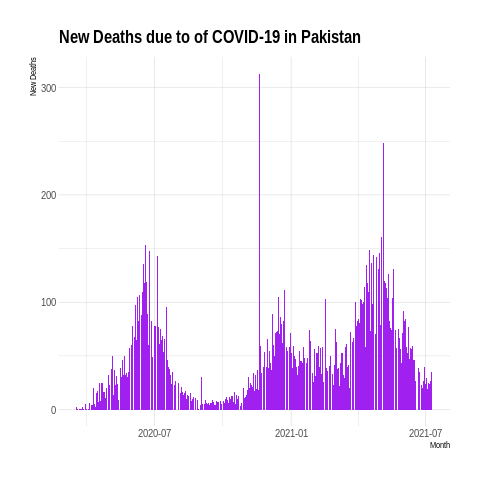 New Deaths due to of COVID-19 in Pakistan
New Deaths
300
200
100
0
2020-07
2021-01
2021-07
Month